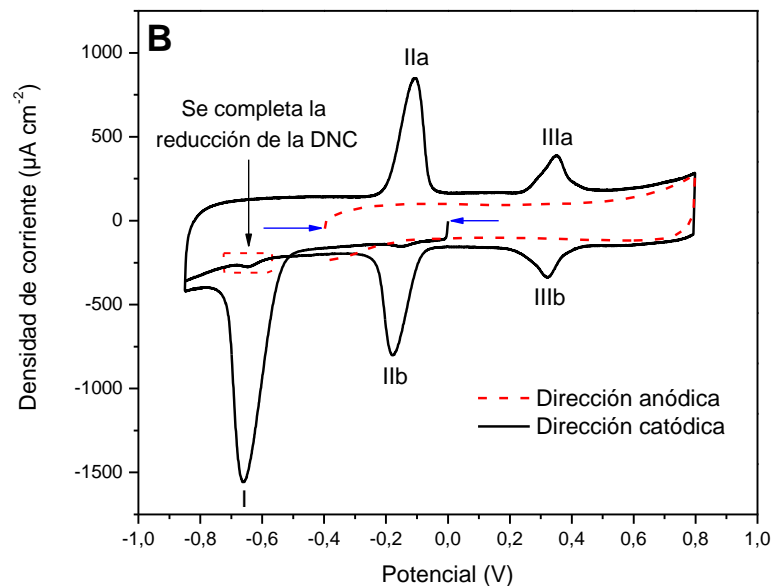 B
IIa
Se completa la
reducción de la DNC
IIIa
IIb
IIIb
I
Dirección anódica
Dirección catódica
Densidad de corriente (µA cm-2)
1000
500
0
-500
-1000
-1500
-1,0
-0,8
-0,6
-0,4
-0,2
0,0
0,2
0,4
0,6
0,8
1,0
Potencial (V)